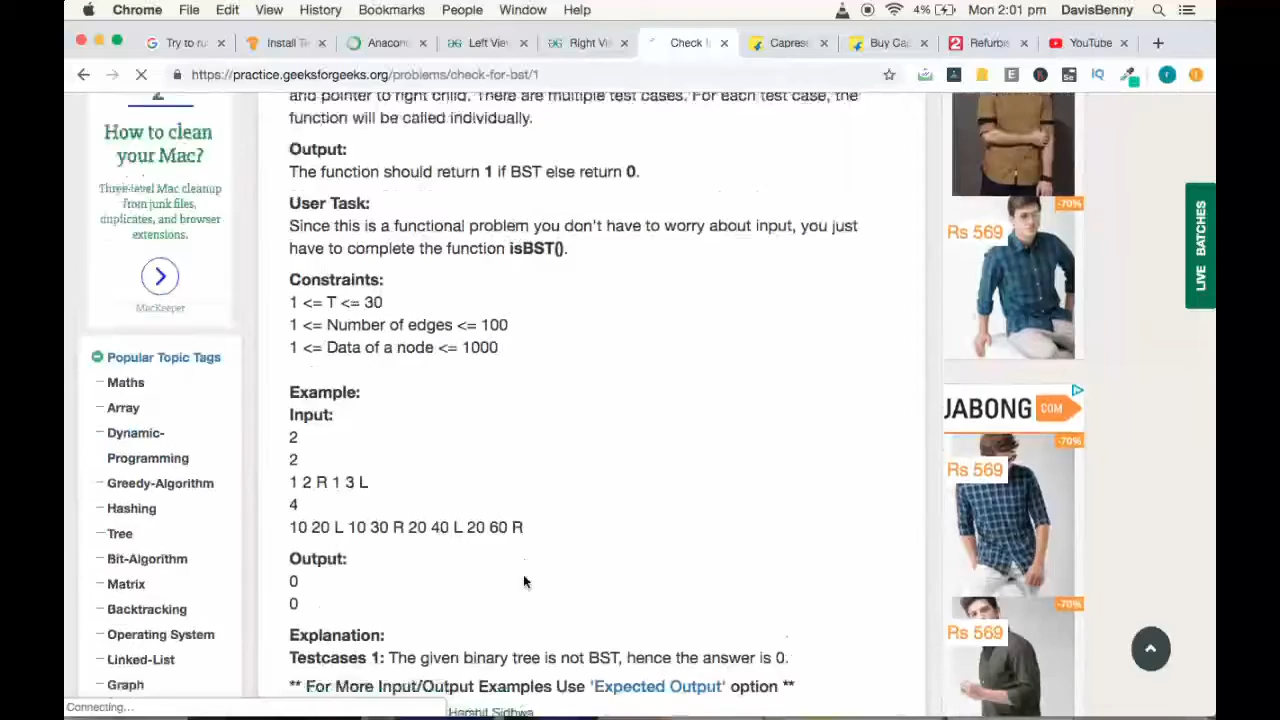 Chrome File Edit View History Bookmarks People Window Help 4% Mon 2:01 pm DavisBenny
Try to ru Install Te Anacon Left View Right Vi Check Capres Buy Ca Refurbis YouTube
https://practice.geeksforgeeks.org/problems/check-for-bst/1
and pointer to right child. There are multiple test cases. For each test case, the
function will be called individually.
Output:
The function should return 1 if BST else return 0.
User Task:
Since this is a functional problem you don't have to worry about input, you just
have to complete the function isBST().
Constraints:
1 <= T <= 30
1 <= Number of edges <= 100
1 <= Data of a node <= 1000
Example:
Input:
2
2
1 2 R 1 3 L
4
10 20 L 10 30 R 20 40 L 20 60 R
Output:
0
0
Explanation:
Testcases 1: The given binary tree is not BST, hence the answer is 0.
** For More Input/Output Examples Use 'Expected Output' option **
Harshil Sidhwa
How to clean
your Mac?
Three-level Mac cleanup
from junk files,
duplicates, and browser
extensions.
MacKeeper
Popular Topic Tags
Maths
Array
Dynamic-
Programming
Greedy-Algorithm
Hashing
Tree
Bit-Algorithm
Matrix
Backtracking
Operating System
Linked-List
Graph
Connecting...
-70%
Rs 569
JABONG COM
-70%
Rs 569
-70%
Rs 569
LIVE BATCHES